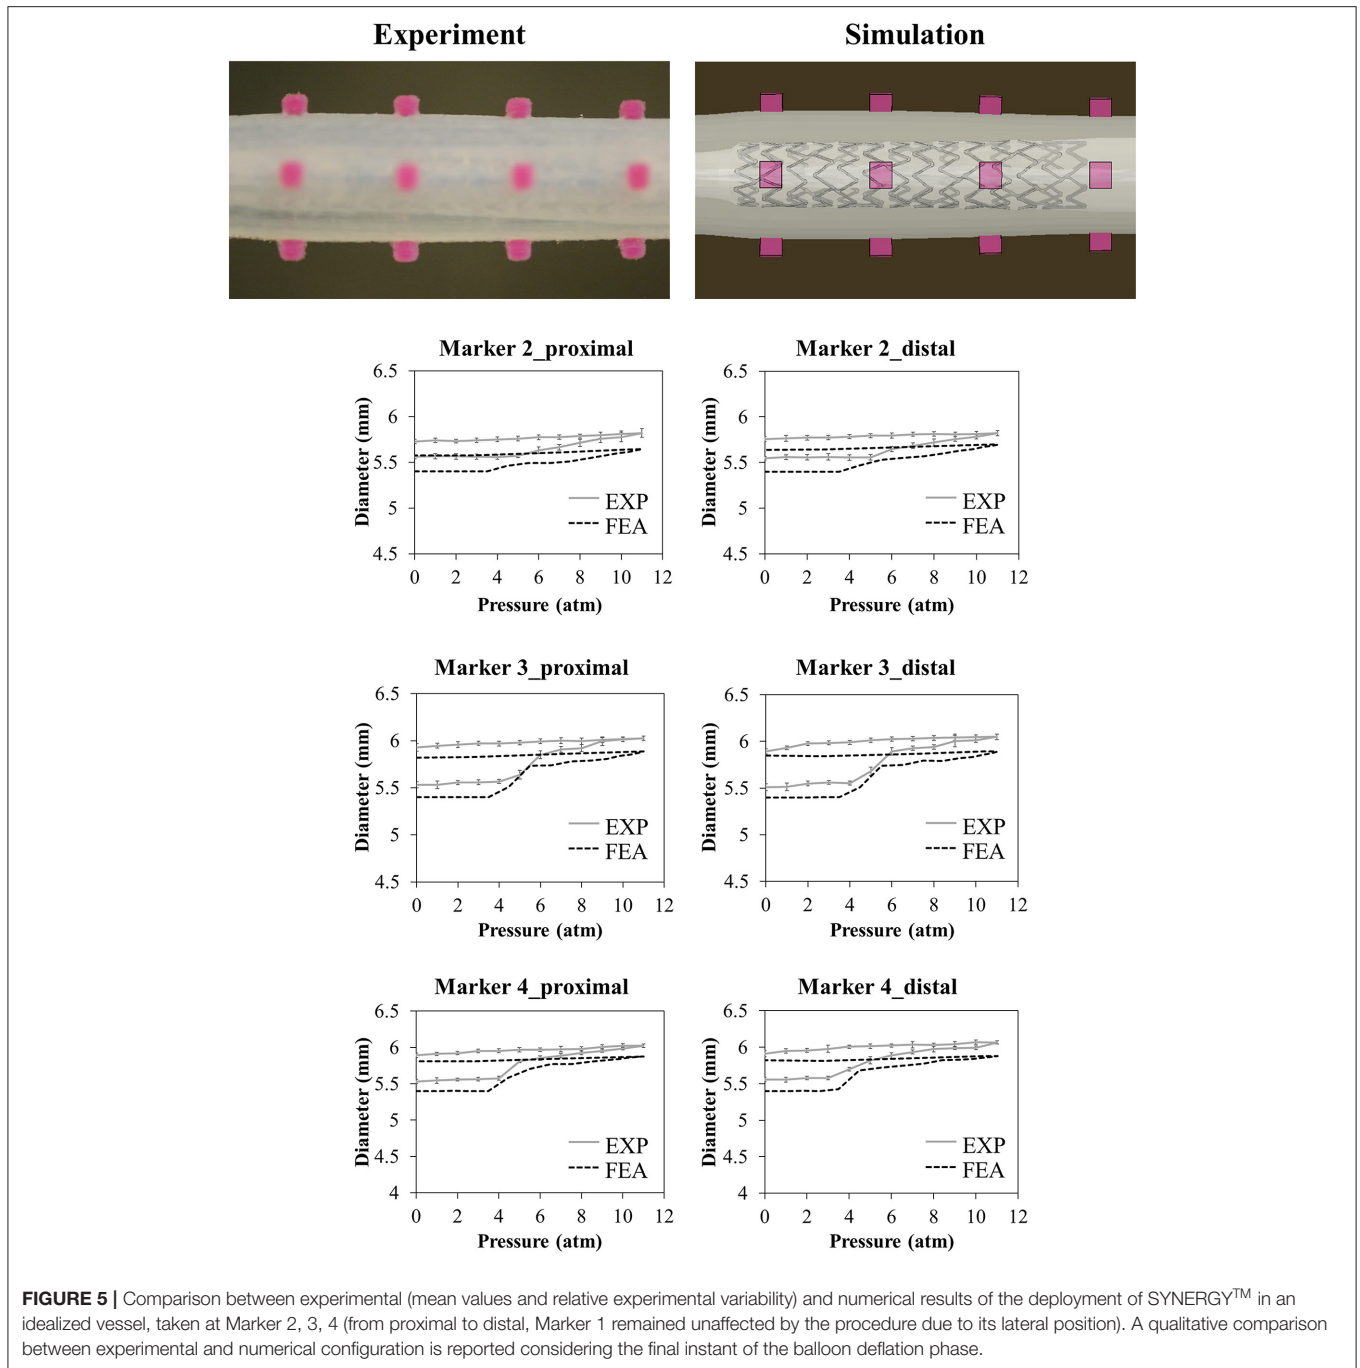 Experiment
Simulation
Marker 2_proximal
6.5
6
5.5
5
4.5
Diameter (mm)
EXP
FEA
0 2 4 6 8 10 12
Pressure (atm)
Marker 2_distal
6.5
6
5.5
5
4.5
Diameter (mm)
EXP
FEA
0 2 4 6 8 10 12
Pressure (atm)
Marker 3_proximal
6.5
6
5.5
5
4.5
Diameter (mm)
EXP
FEA
0 2 4 6 8 10 12
Pressure (atm)
Marker 3_distal
6.5
6
5.5
5
4.5
Diameter (mm)
EXP
FEA
0 2 4 6 8 10 12
Pressure (atm)
Marker 4_proximal
6.5
6
5.5
5
4.5
4
Diameter (mm)
EXP
FEA
0 2 4 6 8 10 12
Pressure (atm)
Marker 4_distal
6.5
6
5.5
5
4.5
4
Diameter (mm)
EXP
FEA
0 2 4 6 8 10 12
Pressure (atm)
FIGURE 5 | Comparison between experimental (mean values and relative experimental variability) and numerical results of the deployment of SYNERGY™ in an
idealized vessel, taken at Marker 2, 3, 4 (from proximal to distal, Marker 1 remained unaffected by the procedure due to its lateral position). A qualitative comparison
between experimental and numerical configuration is reported considering the final instant of the balloon deflation phase.